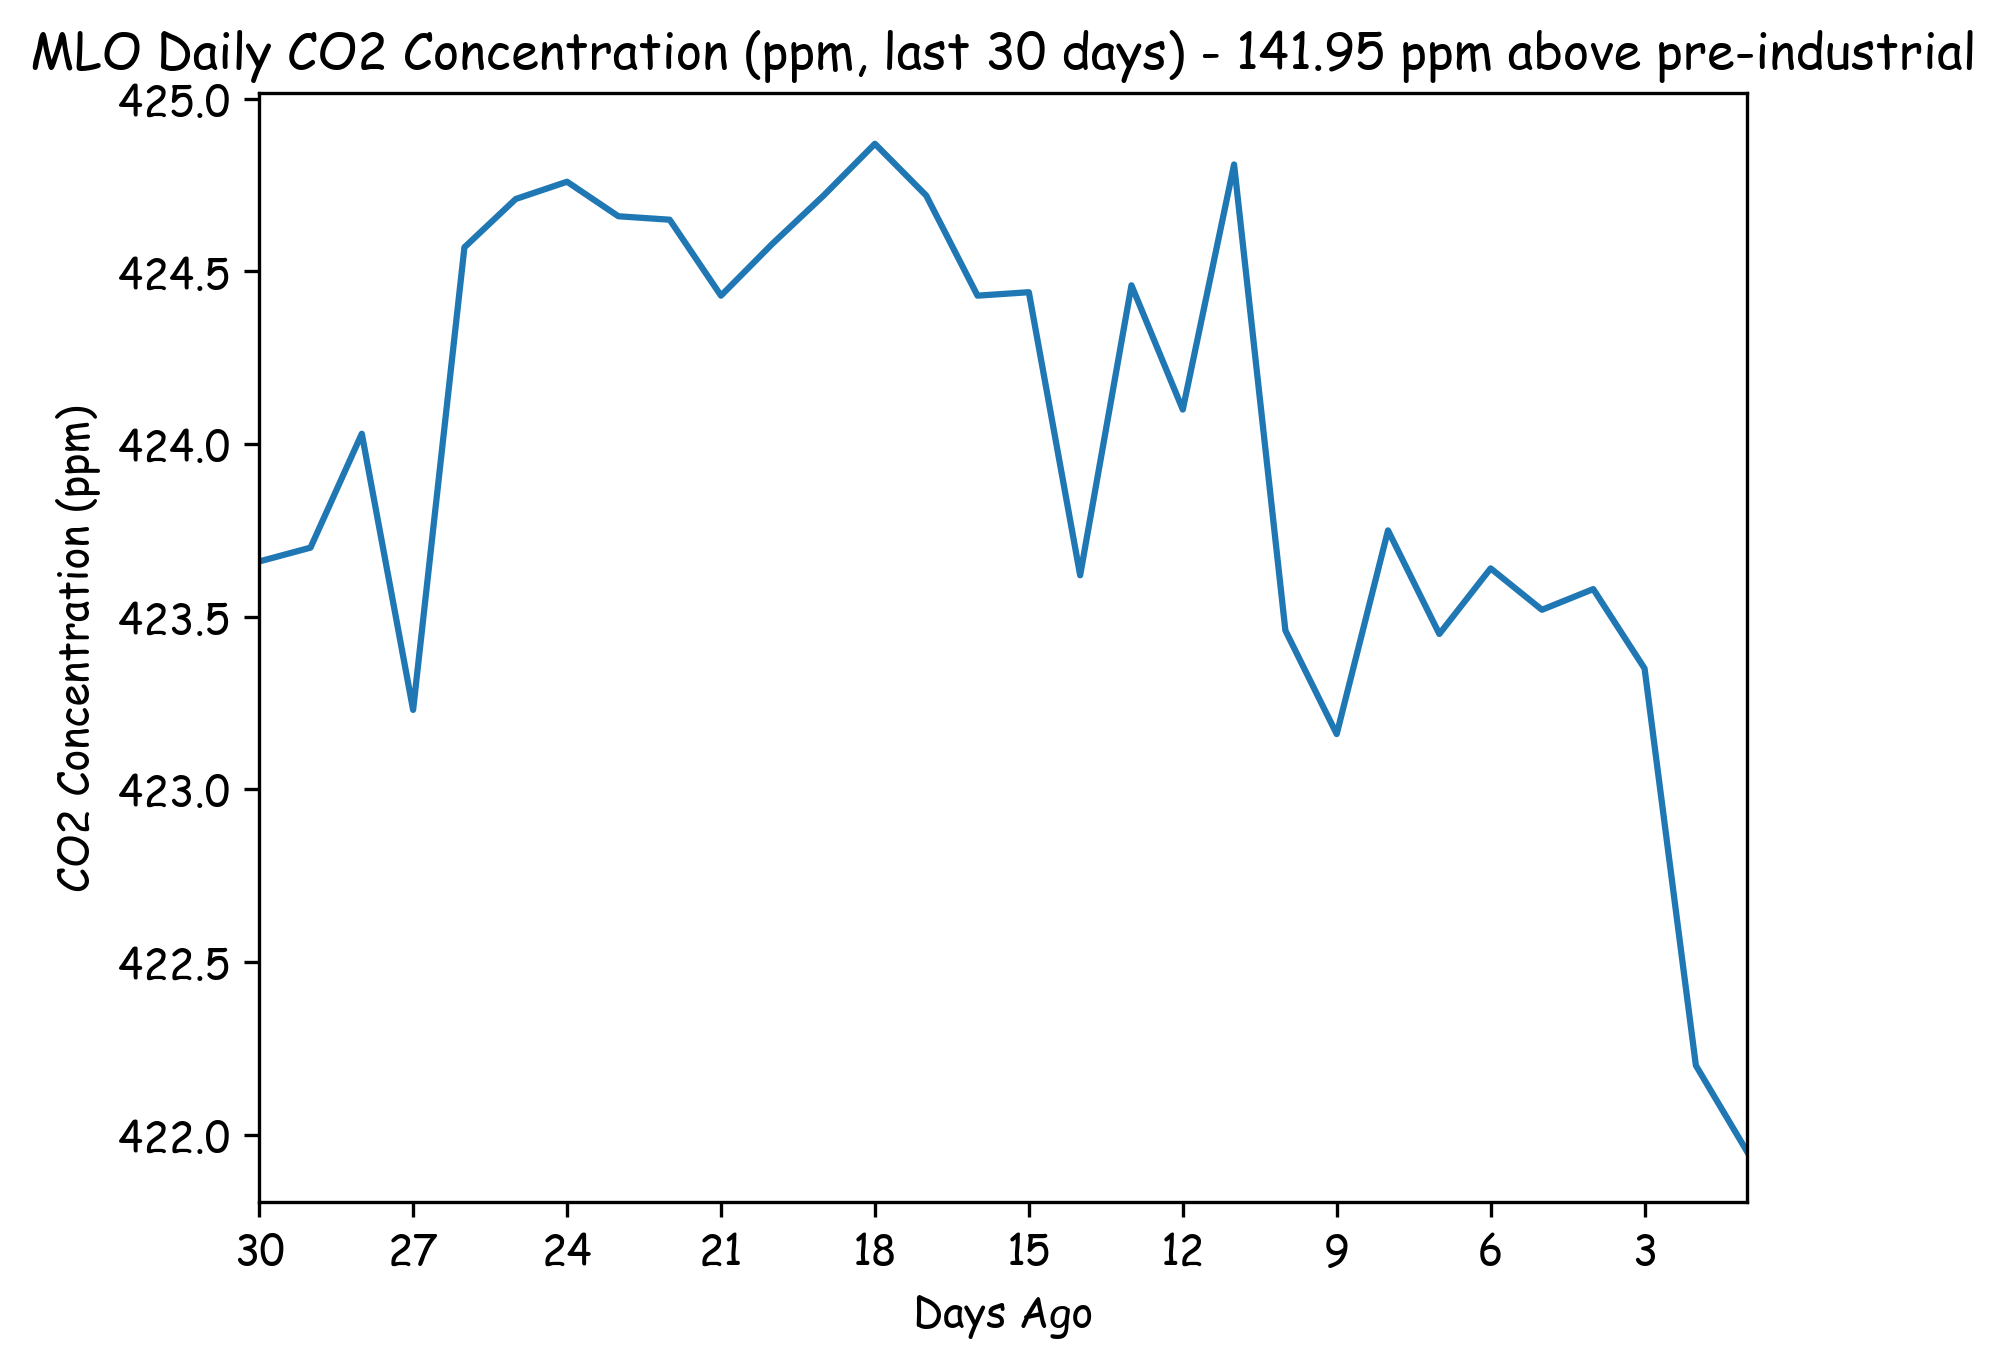 MLO Daily CO2 Concentration (ppm, last 30 days) - 141.95 ppm above pre-industrial
425.0
424.5
424.0
423.5
423.0
422.5
422.0
CO2 Concentration (ppm)
30 27 24 21 18 15 12 9 6 3
Days Ago